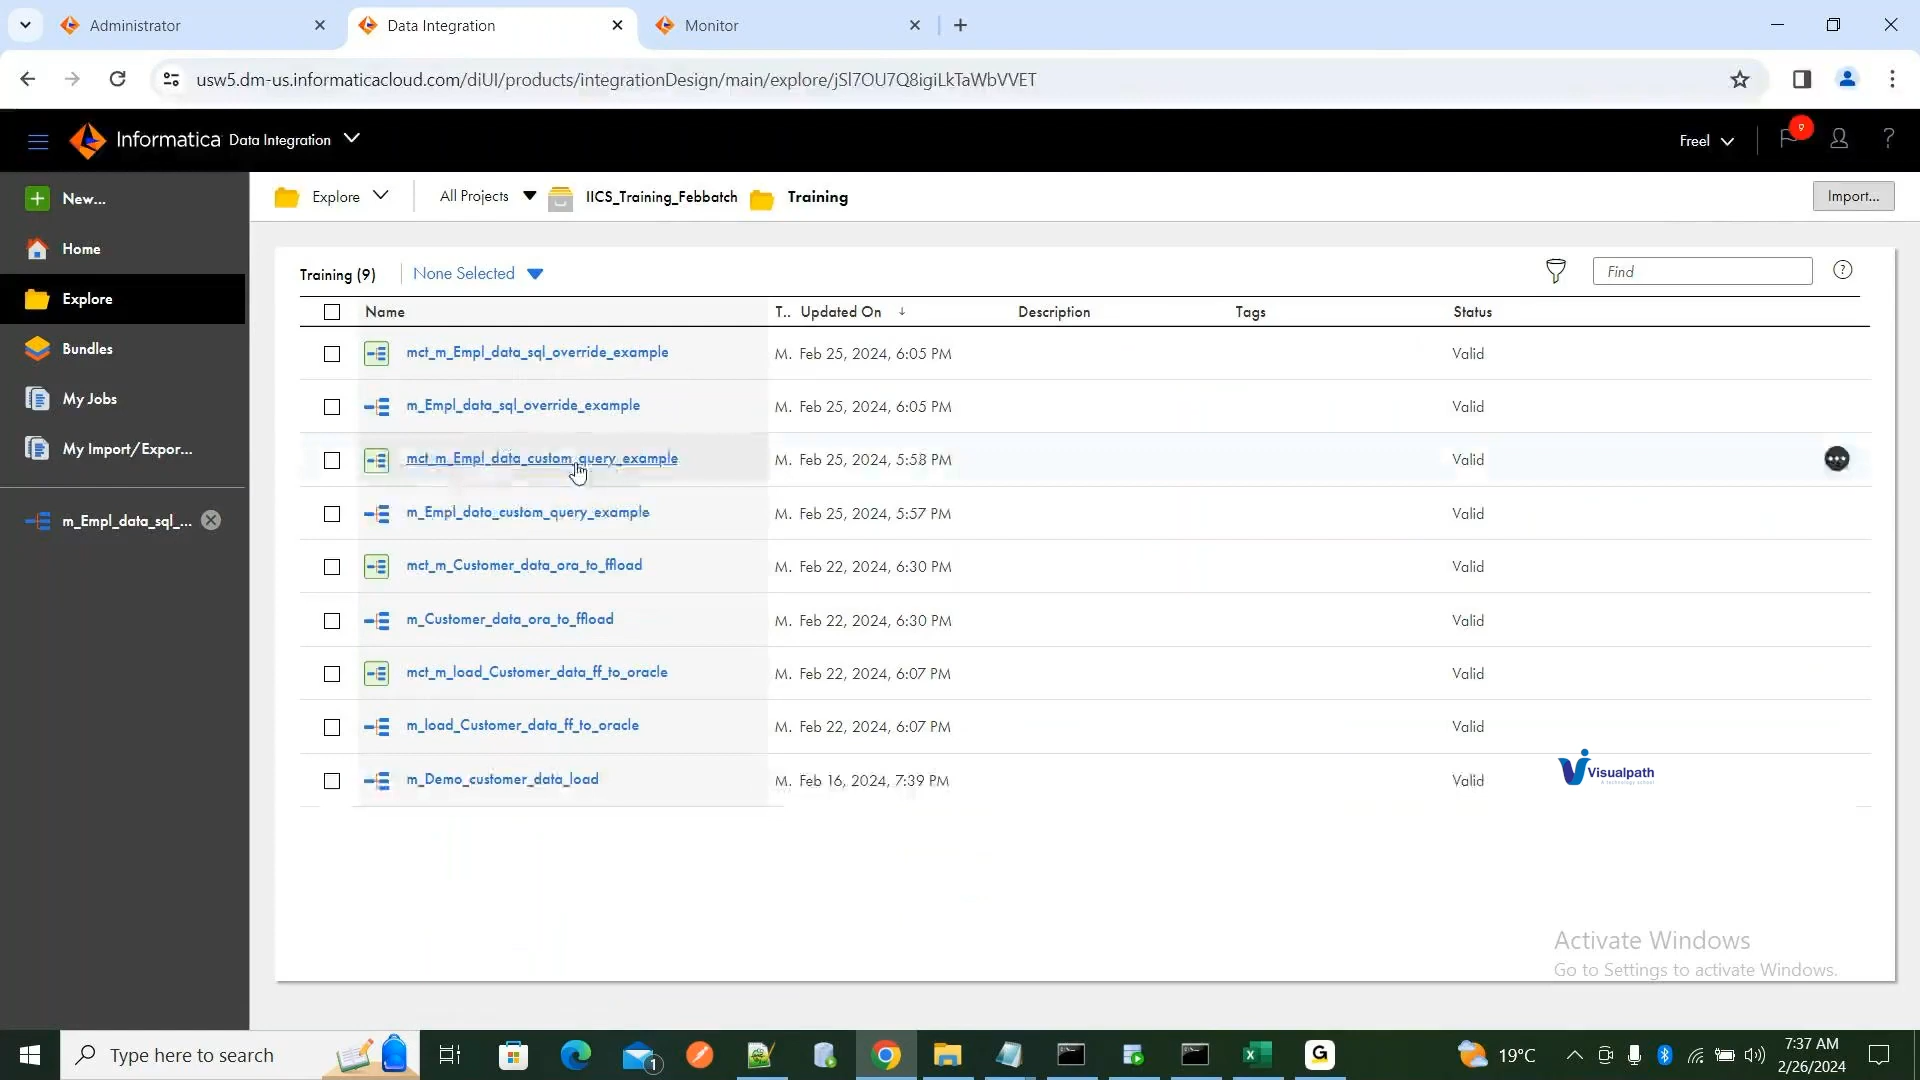 Administrator
Data Integration
Monitor
usw5.dm-us.informaticacloud.com/diUI/products/integrationDesign/main/explore/jSl7OU7Q8igiLkTaWbVVET
Informatica Data Integration
Freel
9
?
New...
Home
Explore
Bundles
My Jobs
My Import/Expor...
m_Empl_data_sql_...
Explore
All Projects
IICS_Training_Febbatch
Training
Import...
Training (9)
None Selected
Find
?
Name T.. Updated On ↓ Description Tags Status
mct_m_Empl_data_sql_override_example M. Feb 25, 2024, 6:05 PM Valid
m_Empl_data_sql_override_example M. Feb 25, 2024, 6:05 PM Valid
mct_m_Empl_data_custom_query_example M. Feb 25, 2024, 5:58 PM Valid
m_Empl_data_custom_query_example M. Feb 25, 2024, 5:57 PM Valid
mct_m_Customer_data_ora_to_ffload M. Feb 22, 2024, 6:30 PM Valid
m_Customer_data_ora_to_ffload M. Feb 22, 2024, 6:30 PM Valid
mct_m_load_Customer_data_ff_to_oracle M. Feb 22, 2024, 6:07 PM Valid
m_load_Customer_data_ff_to_oracle M. Feb 22, 2024, 6:07 PM Valid
m_Demo_customer_data_load M. Feb 16, 2024, 7:39 PM Valid
Visualpath
Activate Windows
Go to Settings to activate Windows.
Type here to search
1
G
19°C
7:37 AM
2/26/2024